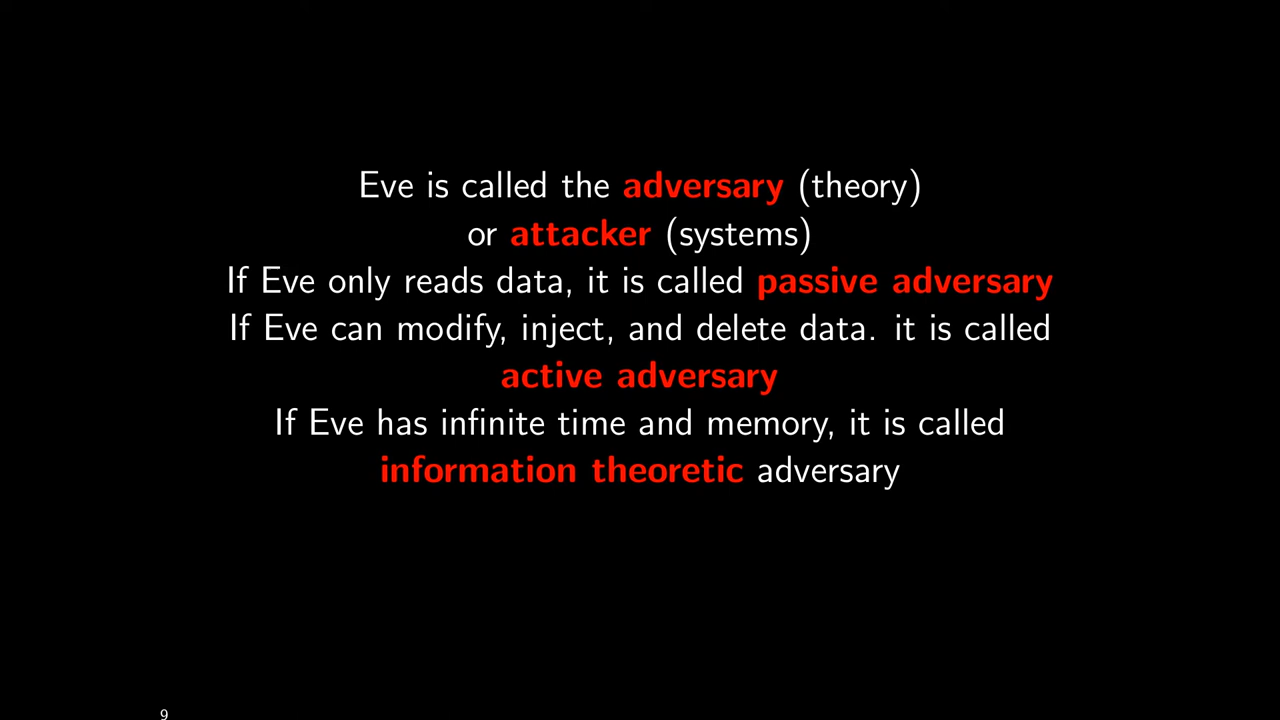 Eve is called the adversary (theory)
or attacker (systems)
If Eve only reads data, it is called passive adversary
If Eve can modify, inject, and delete data. it is called
active adversary
If Eve has infinite time and memory, it is called
information theoretic adversary
9